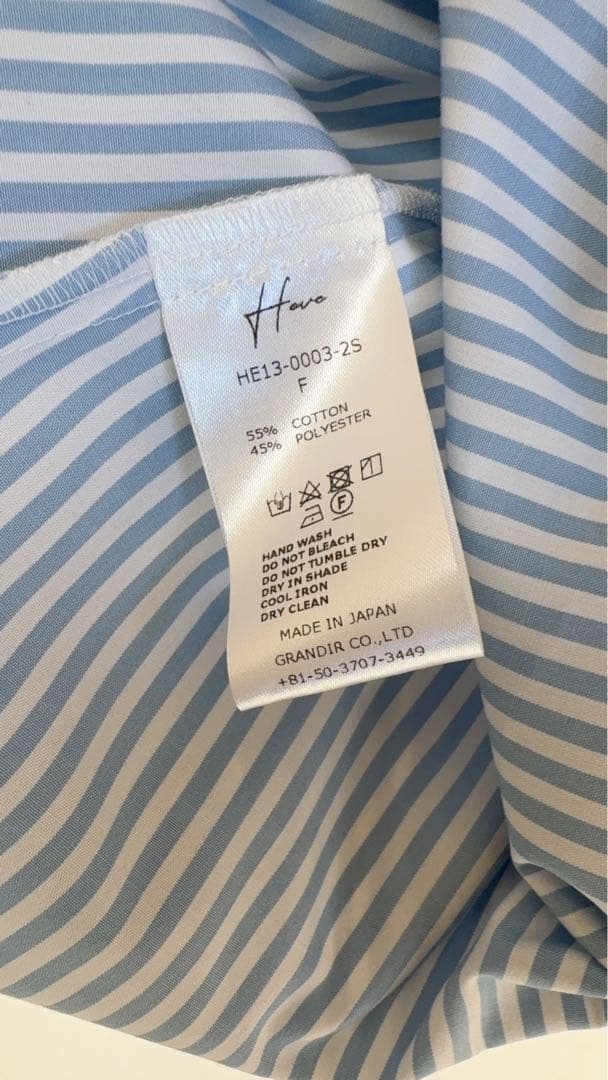 Heve
HE13-0003-2S
F
55% COTTON
45% POLYESTER
F
HAND WASH
DO NOT BLEACH
DO NOT TUMBLE DRY
DRY IN SHADE
COOL IRON
DRY CLEAN
MADE IN JAPAN
GRANDIR CO.,LTD
+81-50-3707-3449